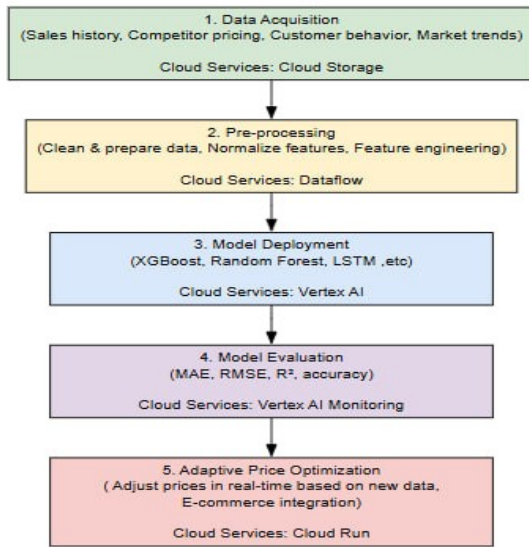 1. Data Acquisition
(Sales history, Competitor pricing, Customer behavior, Market trends)
Cloud Services: Cloud Storage
2. Pre-processing
(Clean & prepare data, Normalize features, Feature engineering)
Cloud Services: Dataflow
3. Model Deployment
(XGBoost, Random Forest, LSTM ,etc)
Cloud Services: Vertex AI
4. Model Evaluation
(MAE, RMSE, R², accuracy)
Cloud Services: Vertex AI Monitoring
5. Adaptive Price Optimization
( Adjust prices in real-time based on new data,
E-commerce integration)
Cloud Services: Cloud Run